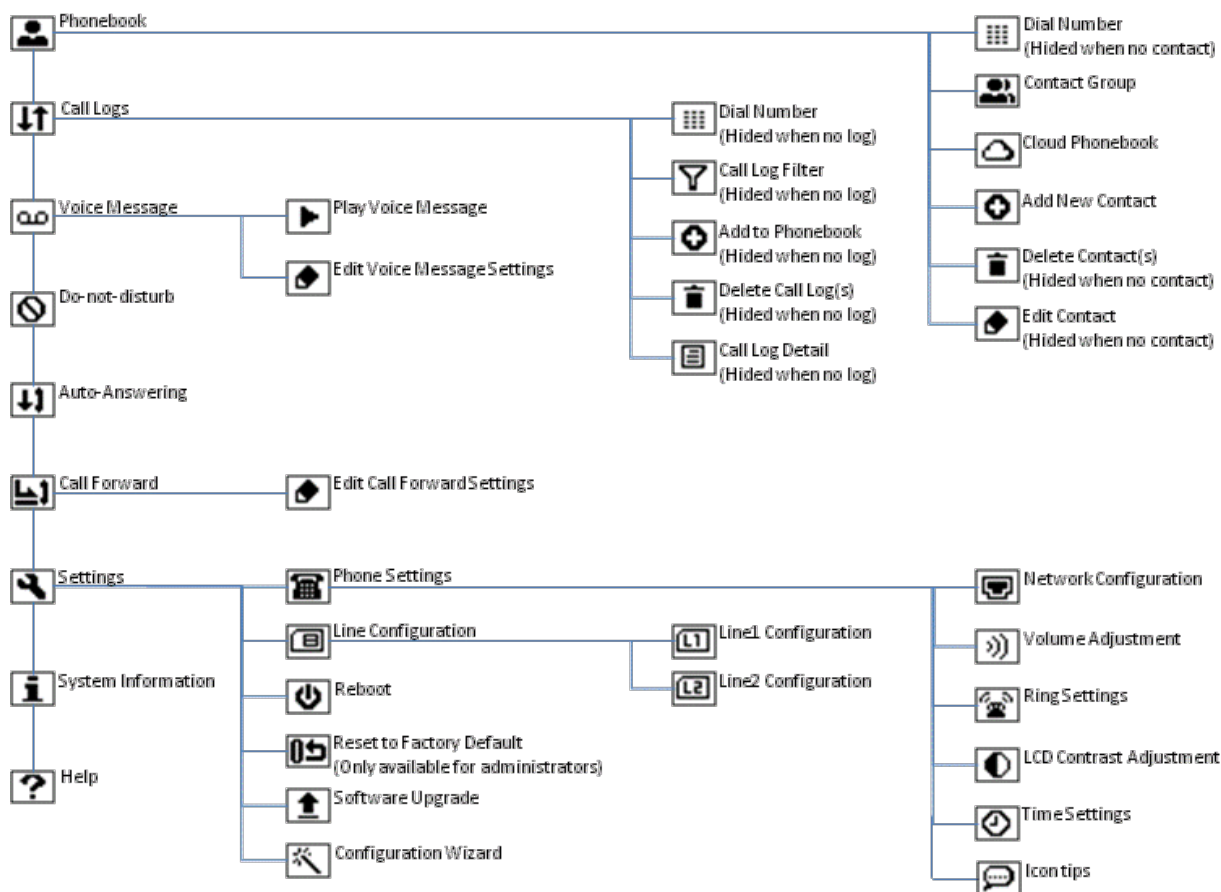 Phonebook
Dial Number
(Hided when no contact)
Contact Group
Cloud Phonebook
Add New Contact
Delete Contact(s)
(Hided when no contact)
Edit Contact
(Hided when no contact)
Call Logs
Dial Number
(Hided when no log)
Call Log Filter
(Hided when no log)
Add to Phonebook
(Hided when no log)
Delete Call Log(s)
(Hided when no log)
Call Log Detail
(Hided when no log)
Voice Message
Play Voice Message
Edit Voice Message Settings
Do-not-disturb
Auto-Answering
Call Forward
Edit Call Forward Settings
Settings
Phone Settings
Network Configuration
Volume Adjustment
Ring Settings
LCD Contrast Adjustment
Time Settings
Icon tips
Line Configuration
L1
Line1 Configuration
L2
Line2 Configuration
Reboot
Reset to Factory Default
(Only available for administrators)
Software Upgrade
Configuration Wizard
System Information
Help